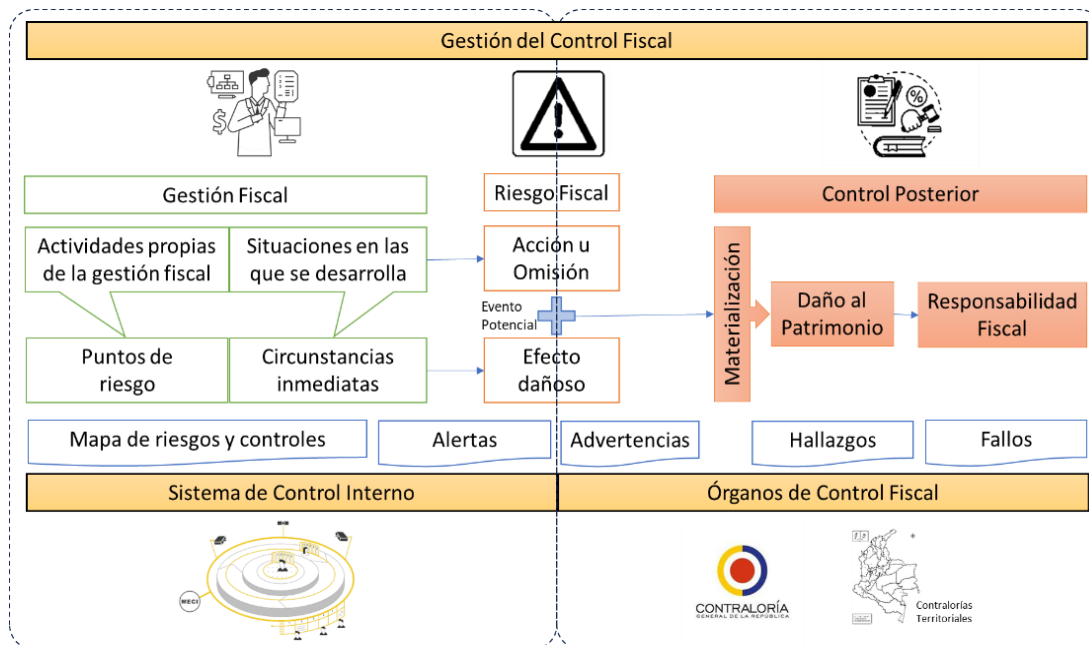 Gestión del Control Fiscal
Gestión Fiscal
Riesgo Fiscal
Control Posterior
Actividades propias
de la gestión fiscal
Situaciones en las
que se desarrolla
Acción u
Omisión
Evento
Potencial
Materialización
Daño al
Patrimonio
Responsabilidad
Fiscal
Puntos de
riesgo
Circunstancias
inmediatas
Efecto
dañoso
Mapa de riesgos y controles
Alertas
Advertencias
Hallazgos
Fallos
Sistema de Control Interno
Órganos de Control Fiscal
MECI
CONTRALORÍA
GENERAL DE LA REPÚBLICA
Contralorías
Territoriales